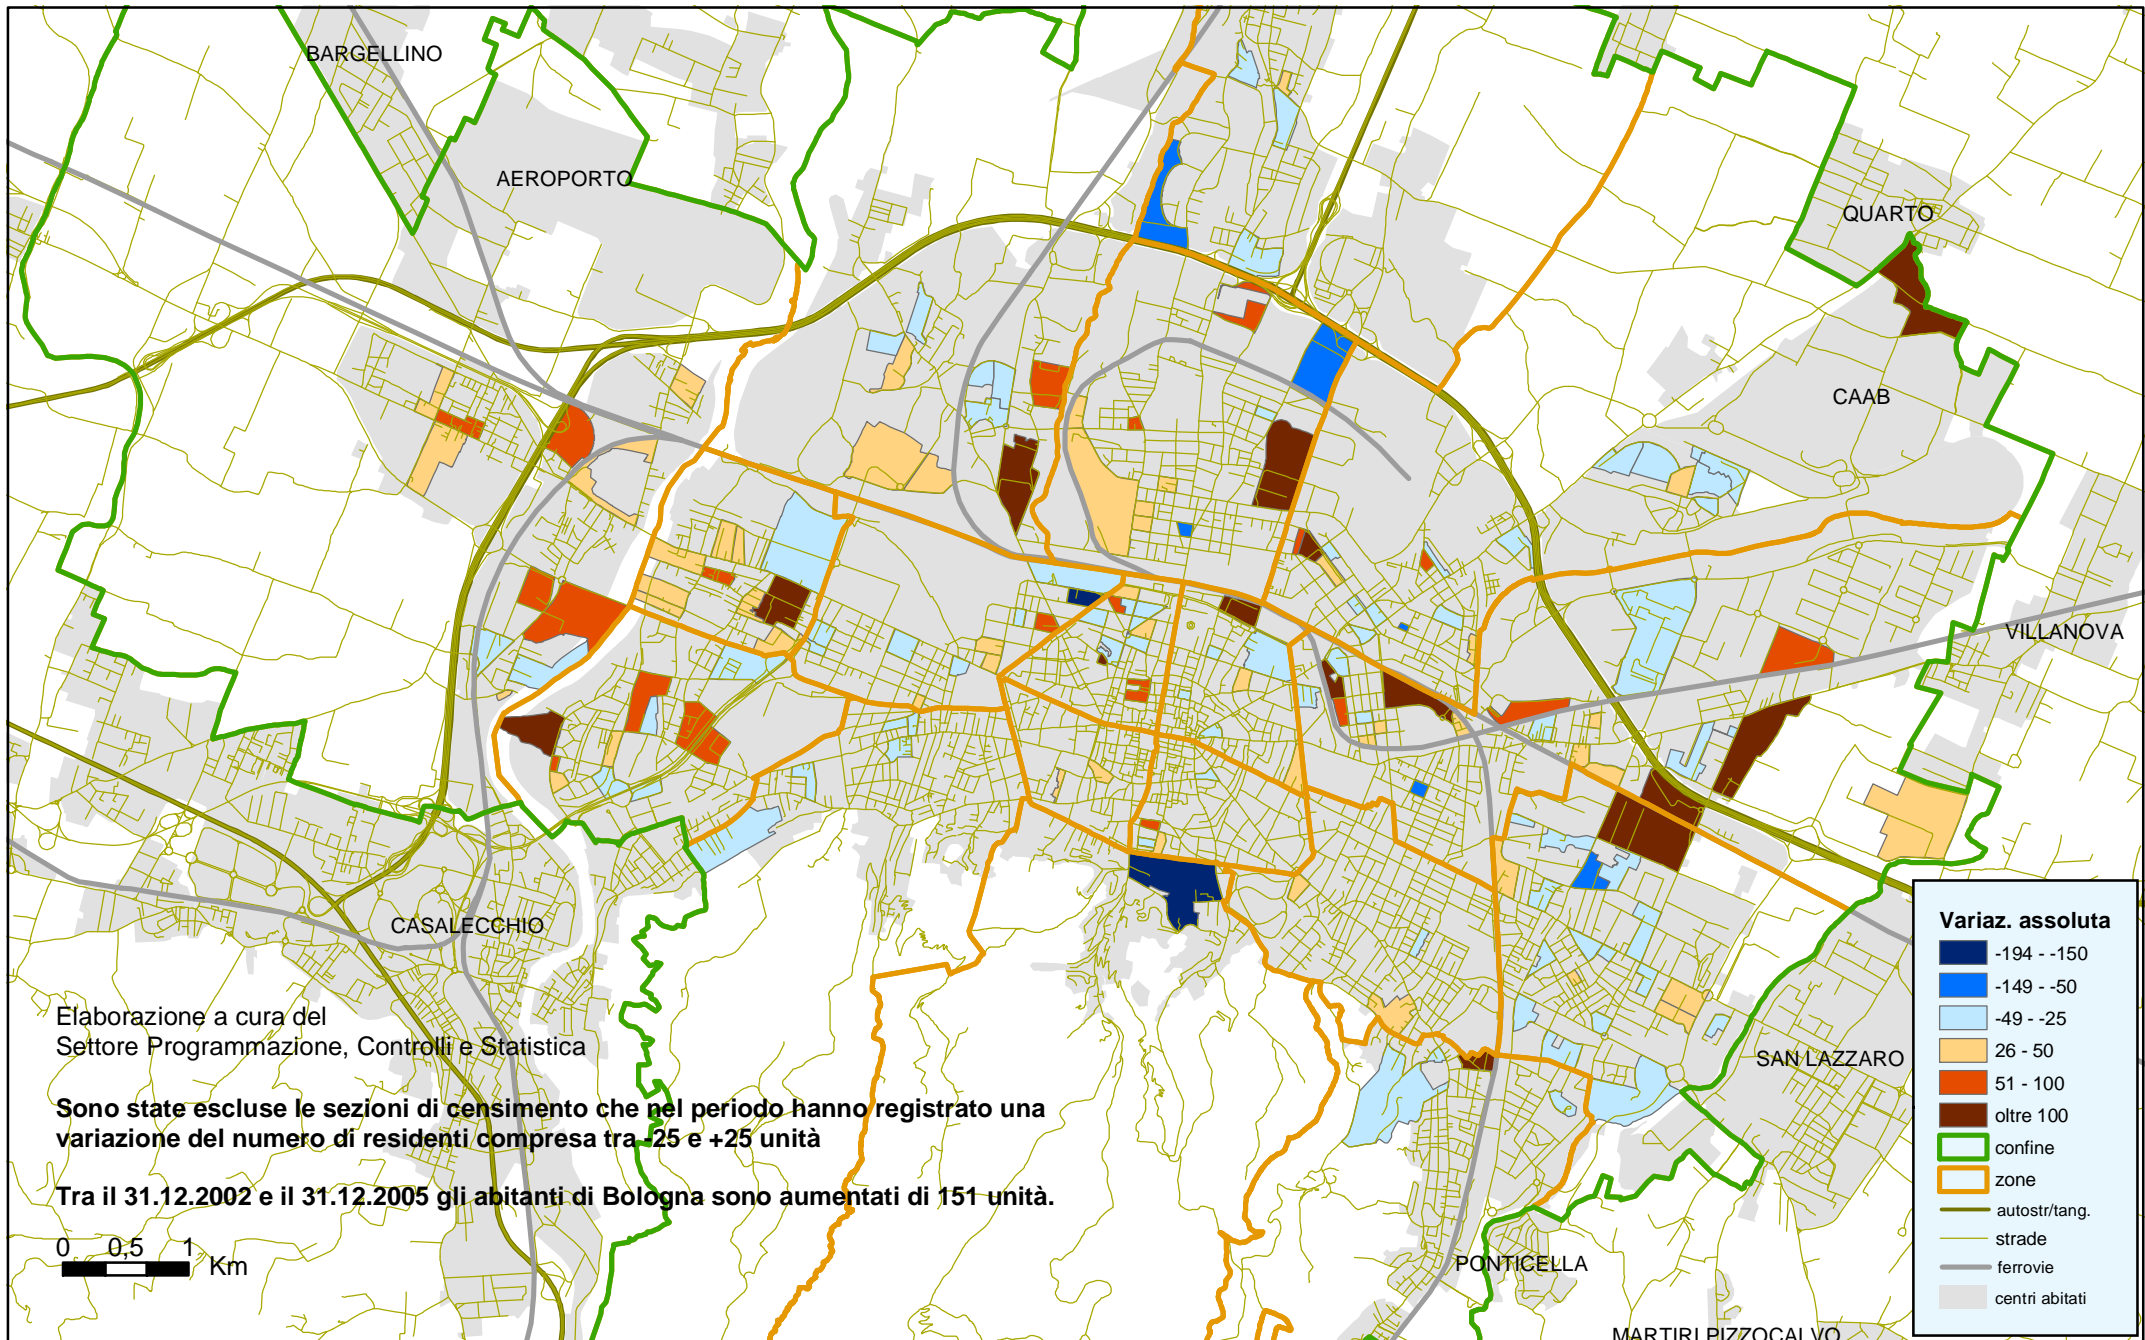 BARGELLINO
AEROPORTO
QUARTO
CAAB
VILLANOVA
CASALECCHIO
SAN LAZZARO
PONTICELLA
MARTIRI PIZZOCALVO
Elaborazione a cura del
Settore Programmazione, Controlli e Statistica
Sono state escluse le sezioni di censimento che nel periodo hanno registrato una
variazione del numero di residenti compresa tra -25 e +25 unità
Tra il 31.12.2002 e il 31.12.2005 gli abitanti di Bologna sono aumentati di 151 unità.
0 0,5 1
Km
Variaz. assoluta
-194 - -150
-149 - -50
-49 - -25
26 - 50
51 - 100
oltre 100
confine
zone
autostr/tang.
strade
ferrovie
centri abitati